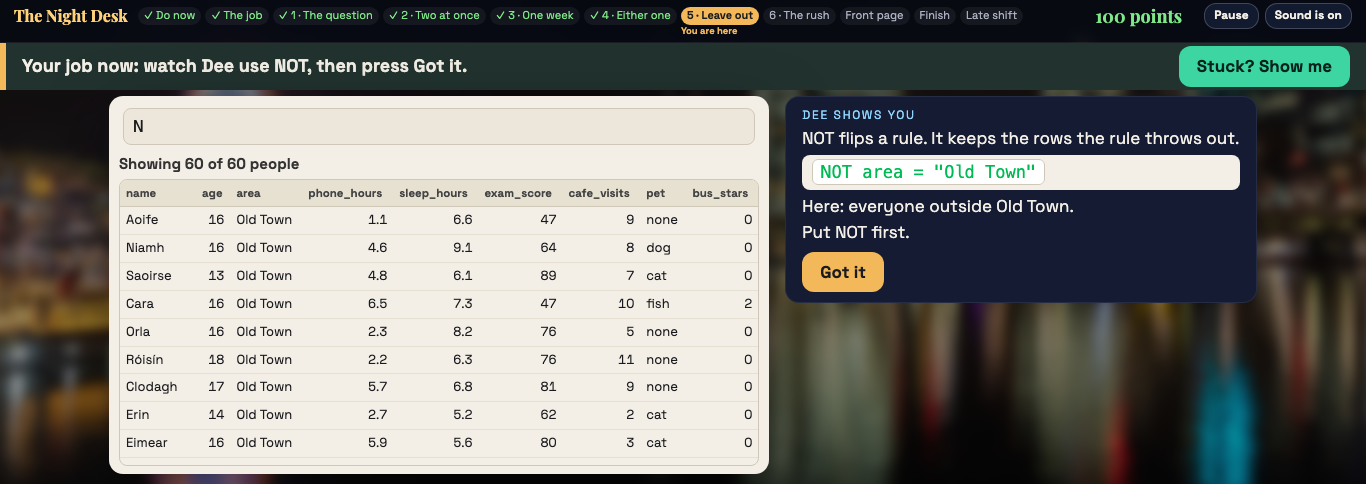 The Night Desk
✓ Do now
✓ The job
✓ 1 · The question
✓ 2 · Two at once
✓ 3 · One week
✓ 4 · Either one
5 · Leave out
You are here
6 · The rush
Front page
Finish
Late shift
100 points
Pause
Sound is on
Your job now: watch Dee use NOT, then press Got it.
Stuck? Show me
N
Showing 60 of 60 people
name age area phone_hours sleep_hours exam_score cafe_visits pet bus_stars
Aoife 16 Old Town 1.1 6.6 47 9 none 0
Niamh 16 Old Town 4.6 9.1 64 8 dog 0
Saoirse 13 Old Town 4.8 6.1 89 7 cat 0
Cara 16 Old Town 6.5 7.3 47 10 fish 2
Orla 16 Old Town 2.3 8.2 76 5 none 0
Róisín 18 Old Town 2.2 6.3 76 11 none 0
Clodagh 17 Old Town 5.7 6.8 81 9 none 0
Erin 14 Old Town 2.7 5.2 62 2 cat 0
Eimear 16 Old Town 5.9 5.6 80 3 cat 0
DEE SHOWS YOU
NOT flips a rule. It keeps the rows the rule throws out.
NOT area = "Old Town"
Here: everyone outside Old Town.
Put NOT first.
Got it